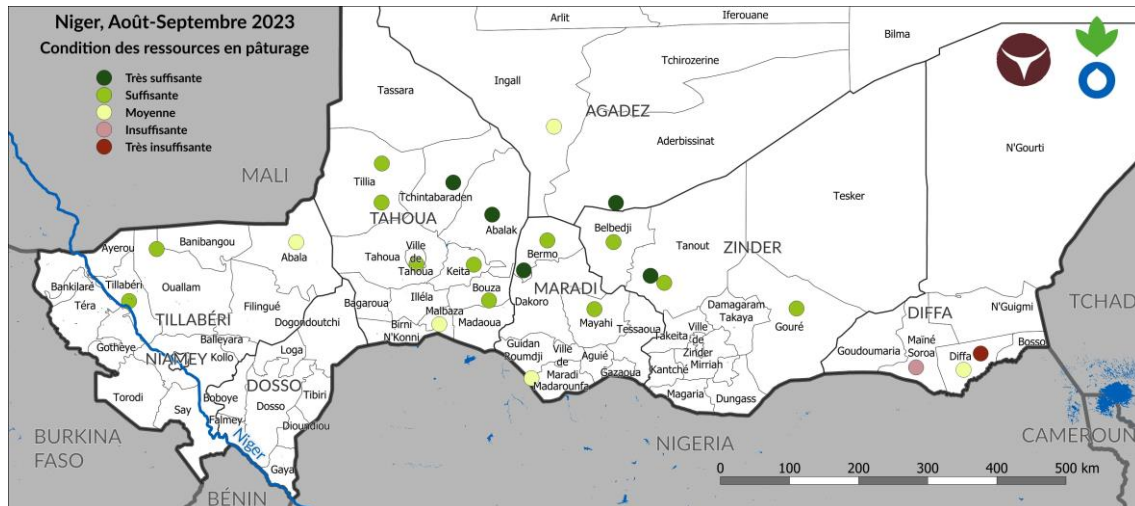 Niger, Août-Septembre 2023
Condition des ressources en pâturage
Très suffisante
Suffisante
Moyenne
Insuffisante
Très insuffisante
Arlit
Iferouane
Bilma
Tchirozerine
Ingall
Tassara
AGADEZ
Aderbissinat
N'Gourti
MALI
Tillia
Tchintabaraden
Tesker
TAHOUA
Abalak
Belbedji
Tanout
ZINDER
Ayerou
Banibangou
Abala
Tahoua
Ville
de
Tahoua
Keita
Bermo
Bankilaré
Tillabéri
Ouallam
Téra
Filingué
Bagaroua
Illéla
Bouza
Dakoro
MARADI
Malbaza
Madaoua
Mayahi
Tessaoua
Damagaram
Takaya
Gouré
N'Guigmi
DIFFA
TCHAD
TILLABÉRI
Dogondoutchi
Birni
N'Konni
Gotheye
Balleyara
NIAMEY
Kollo
Loga
Guidan
Roumdji
Ville
de
Maradi
Madarounfa
Aguié
Gazaoua
Takeita
Ville
de
Zinder
Mirriah
Kantché
Magaria
Dungass
Goudoumaria
Maïné
Soroa
Diffa
Bosso
Torodi
Say
DOSSO
Boboye
Dosso
Tibiri
Falmey
Dioundiou
Gaya
Niger
BURKINA
FASO
BÉNIN
NIGERIA
CAMEROUN
0 100 200 300 400 500 km